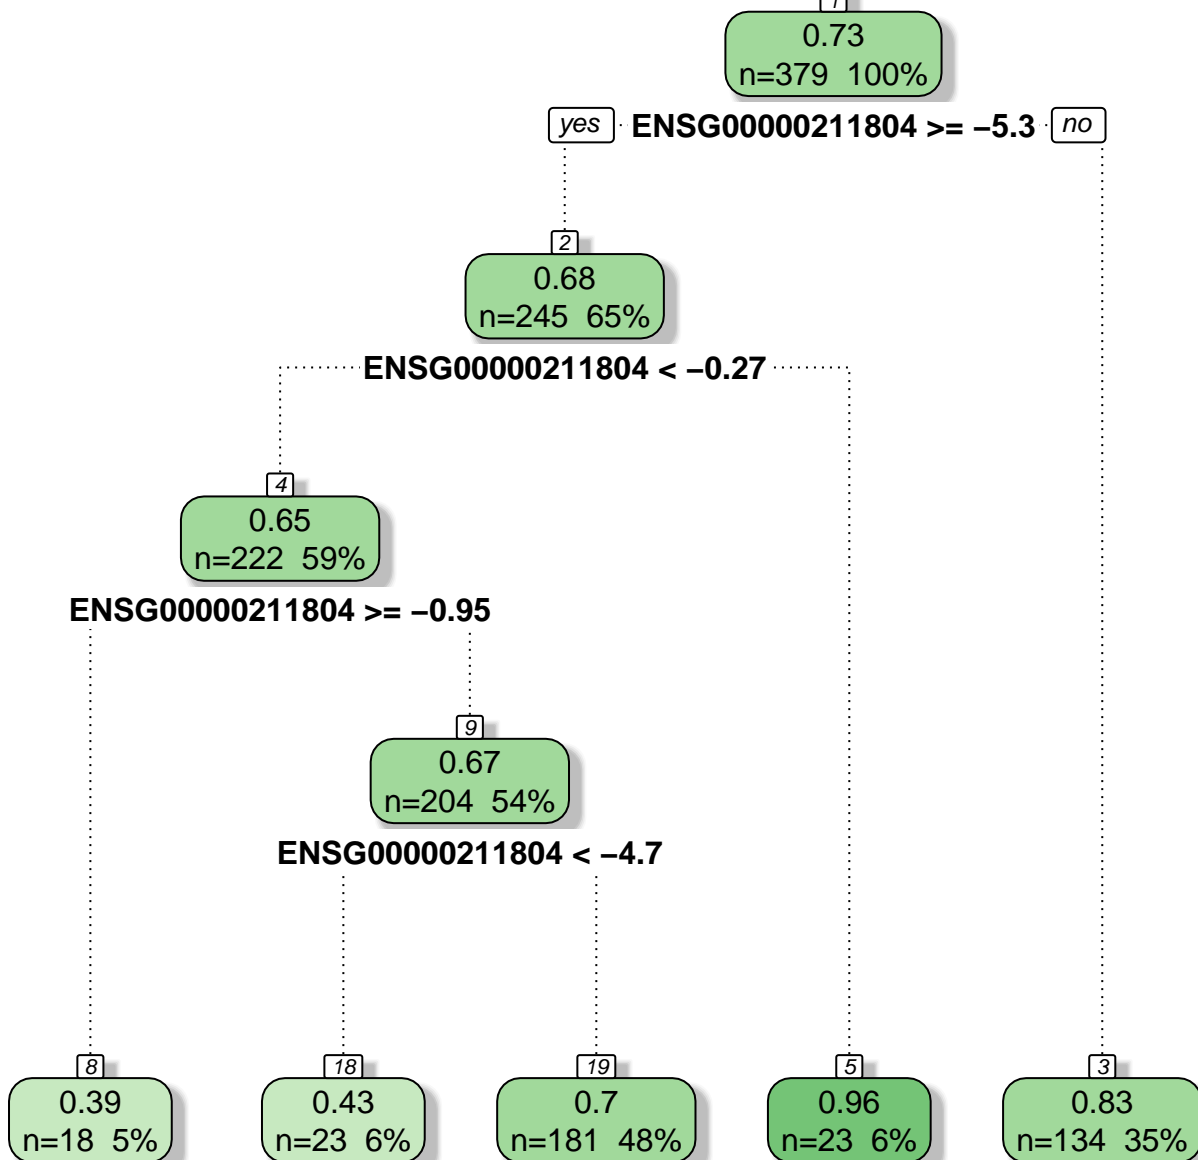 1
0.73
n=379 100%
yes ENSG00000211804 >= −5.3 no
2
0.68
n=245 65%
ENSG00000211804 < −0.27
4
0.65
n=222 59%
ENSG00000211804 >= −0.95
9
0.67
n=204 54%
ENSG00000211804 < −4.7
8
0.39
n=18 5%
18
0.43
n=23 6%
19
0.7
n=181 48%
5
0.96
n=23 6%
3
0.83
n=134 35%